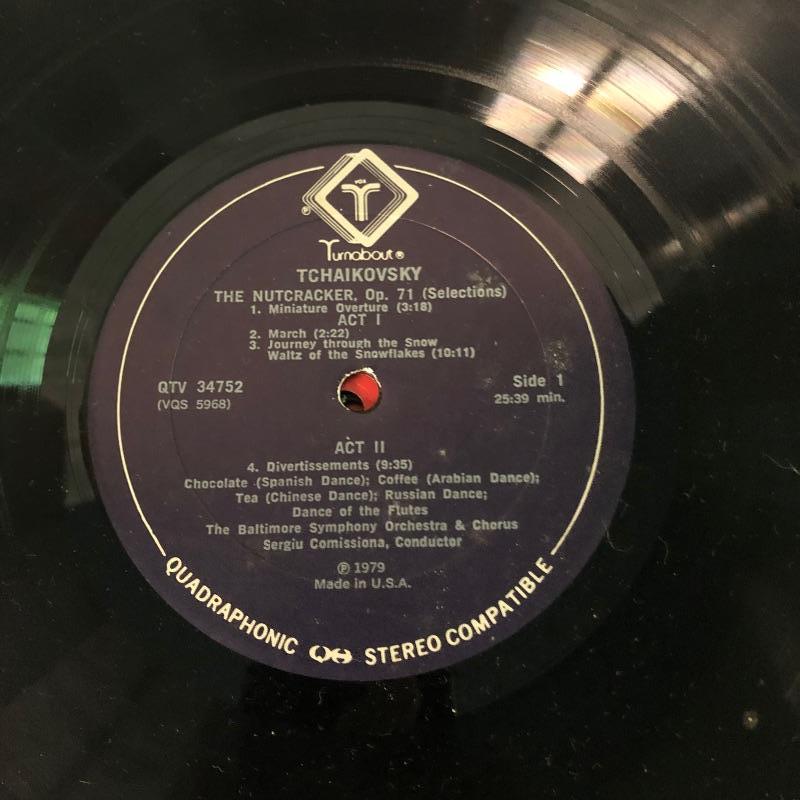 VOX
Turnabout®
TCHAIKOVSKY
THE NUTCRACKER, Op. 71 (Selections)
1. Miniature Overture (3:18)
ACT I
2. March (2:22)
3. Journey through the Snow
Waltz of the Snowflakes (10:11)
QTV 34752
(VQS 5968)
Side 1
25:39 min.
ACT II
4. Divertissements (9:35)
Chocolate (Spanish Dance); Coffee (Arabian Dance);
Tea (Chinese Dance); Russian Dance;
Dance of the Flutes
The Baltimore Symphony Orchestra & Chorus
Sergiu Comissiona, Conductor
℗ 1979
Made in U.S.A.
QUADRAPHONIC QS STEREO COMPATIBLE